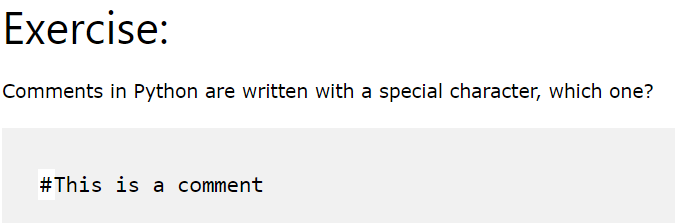 Exercise:
Comments in Python are written with a special character, which one?
#This is a comment